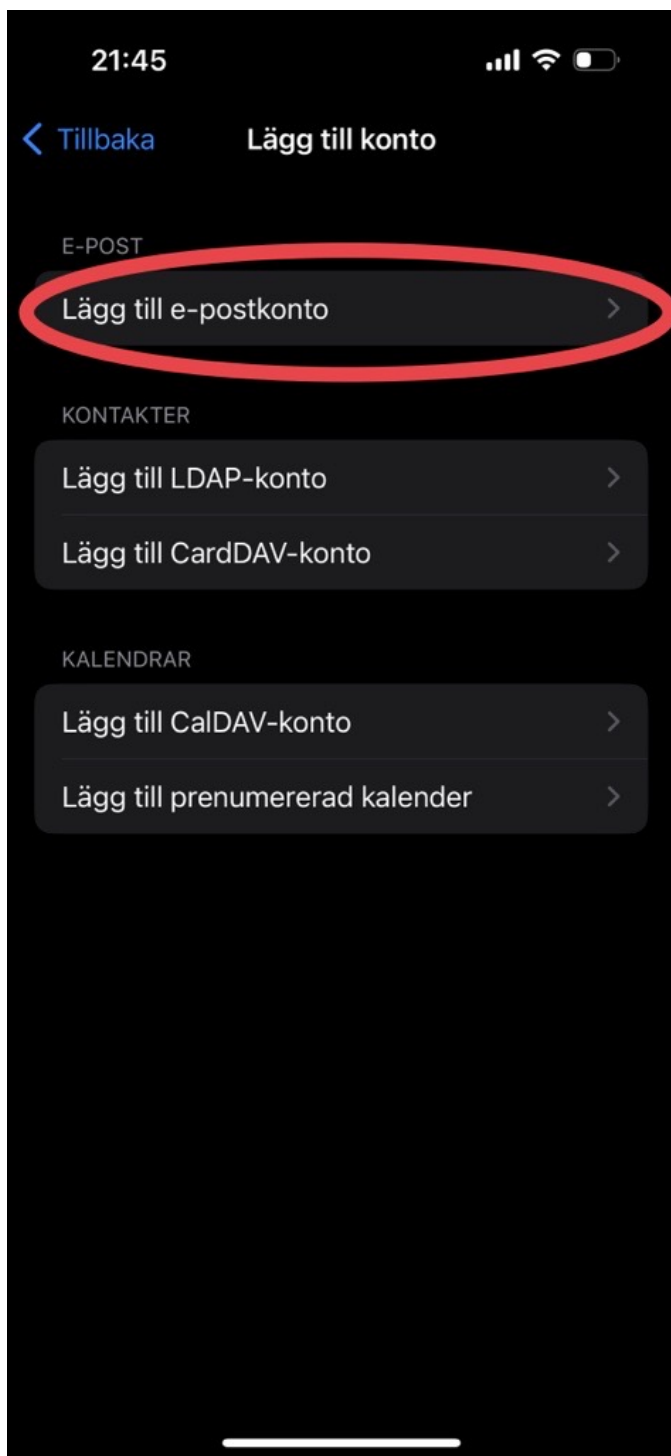 21:45
Tillbaka Lägg till konto
E-POST
Lägg till e-postkonto
KONTAKTER
Lägg till LDAP-konto
Lägg till CardDAV-konto
KALENDRAR
Lägg till CalDAV-konto
Lägg till prenumererad kalender